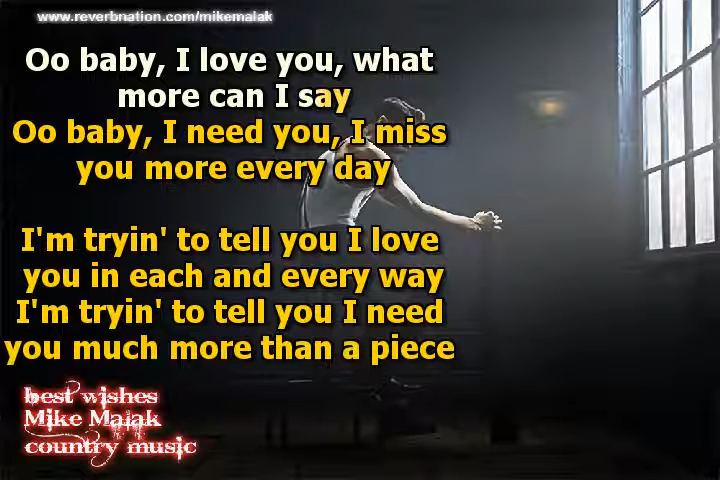 www.reverbnation.com/mikemalak
Oo baby, I love you, what
more can I say
Oo baby, I need you, I miss
you more every day
I'm tryin' to tell you I love
you in each and every way
I'm tryin' to tell you I need
you much more than a piece
best wishes
Mike Malak
country music